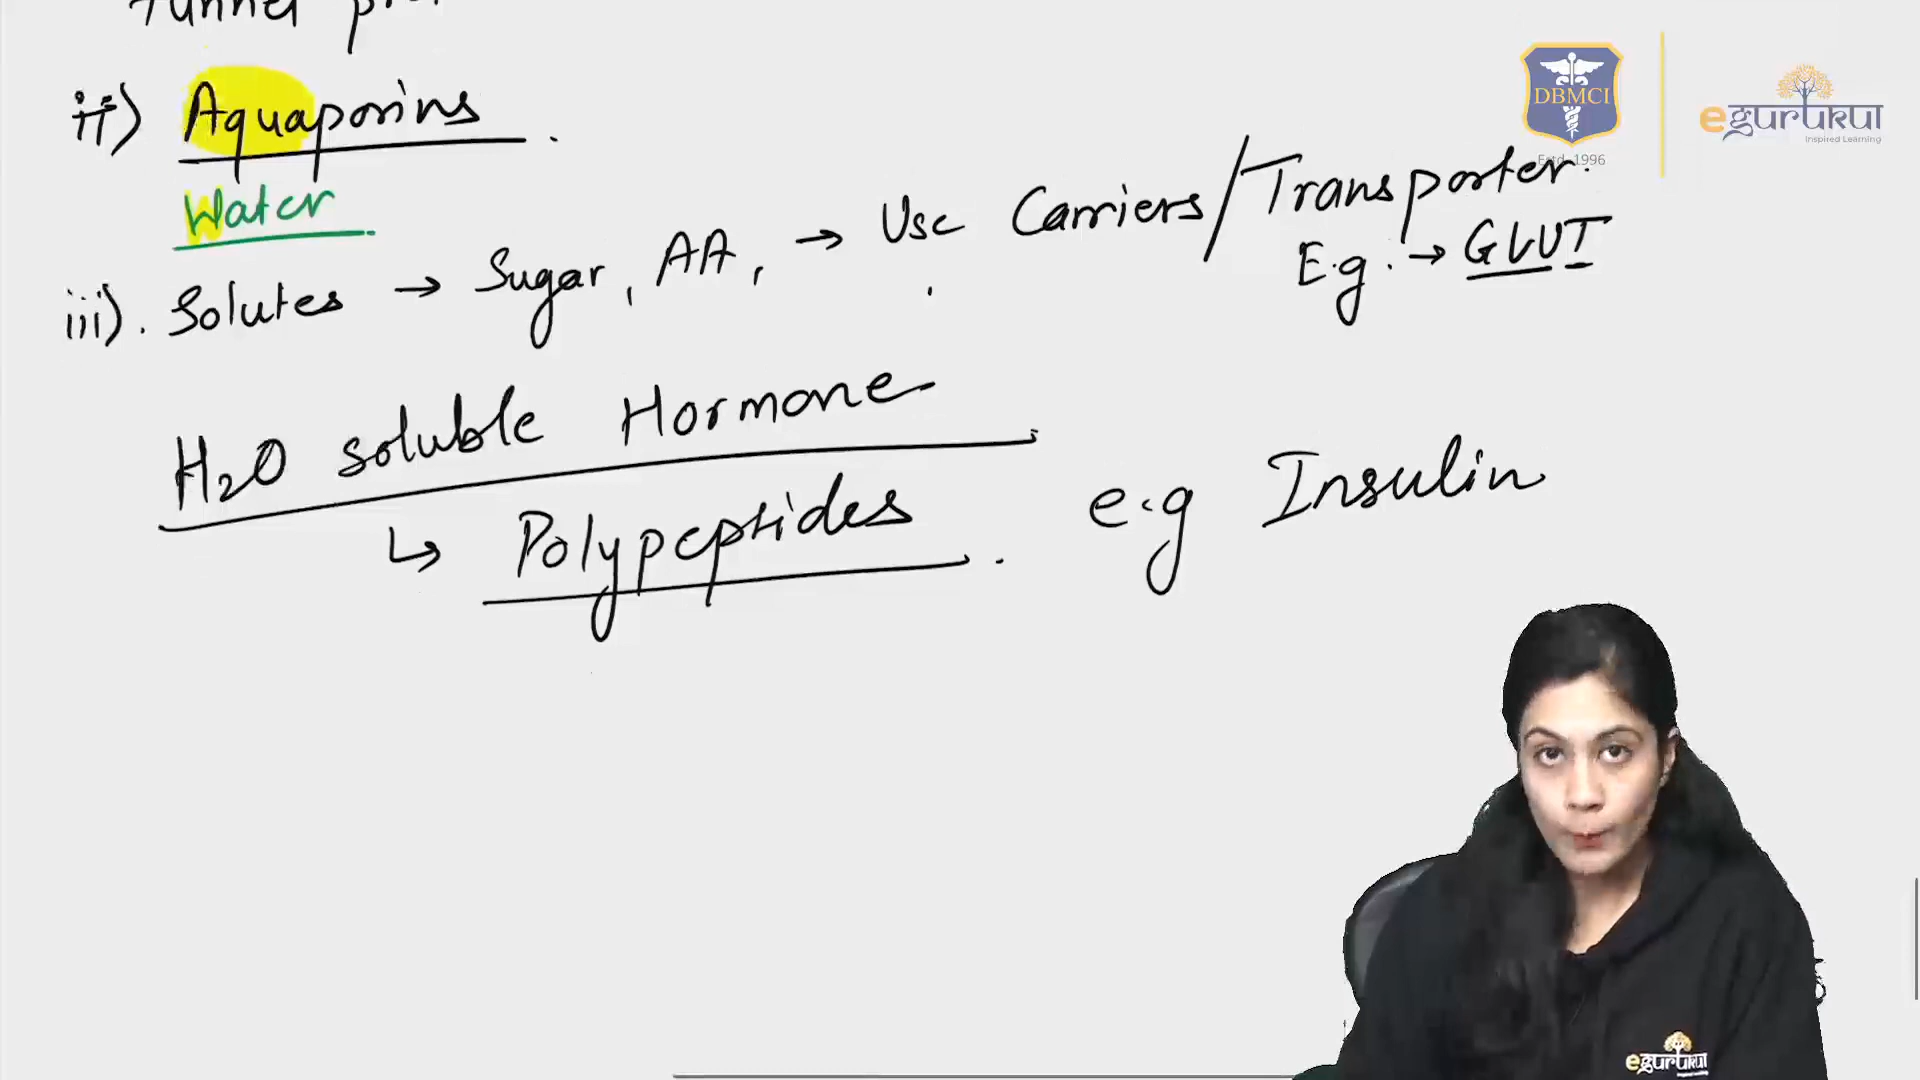 Tunnel
ii) Aquaporins.
Water
iii). Solutes → Sugar, AA, → Use Carriers/Transporter.
E.g. → GLUT
H2O soluble Hormone
↳ Polypeptides. e.g Insulin
DBMCI
Estd. 1996
egurukul
Inspired Learning
egurukul